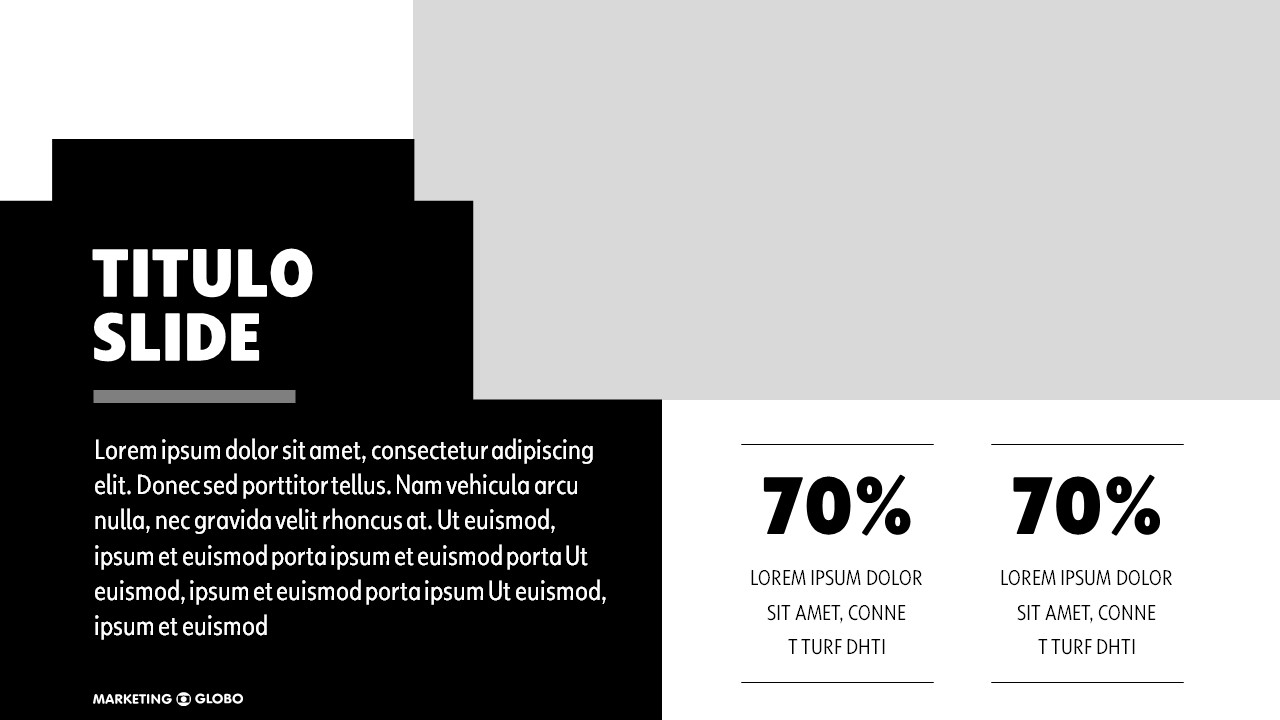 TITULO
SLIDE
Lorem ipsum dolor sit amet, consectetur adipiscing
elit. Donec sed porttitor tellus. Nam vehicula arcu
nulla, nec gravida velit rhoncus at. Ut euismod,
ipsum et euismod porta ipsum et euismod porta Ut
euismod, ipsum et euismod porta ipsum Ut euismod,
ipsum et euismod
70%
LOREM IPSUM DOLOR
SIT AMET, CONNE
T TURF DHTI
70%
LOREM IPSUM DOLOR
SIT AMET, CONNE
T TURF DHTI
MARKETING GLOBO